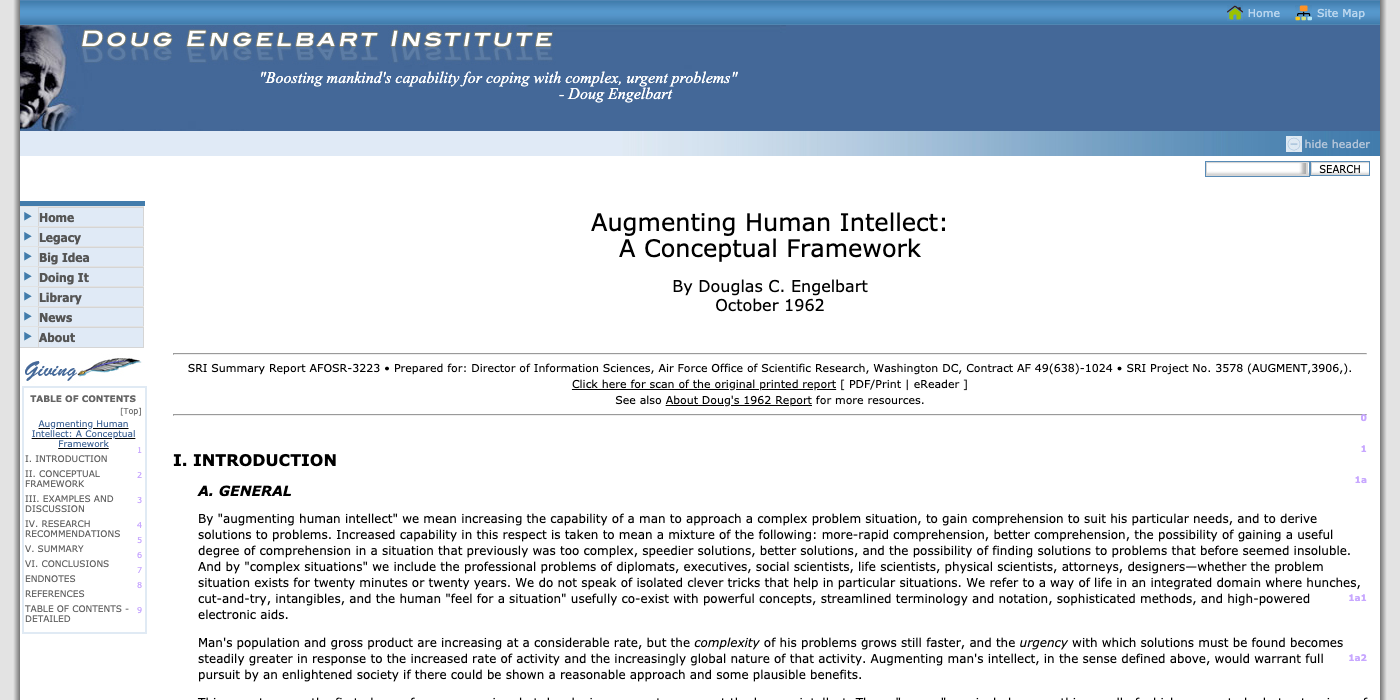 Home Site Map
DOUG ENGELBART INSTITUTE
"Boosting mankind's capability for coping with complex, urgent problems"
- Doug Engelbart
hide header
SEARCH
Home
Legacy
Big Idea
Doing It
Library
News
About
Giving
TABLE OF CONTENTS
[Top]
Augmenting Human
Intellect: A Conceptual
Framework
1
I. INTRODUCTION
II. CONCEPTUAL 2
FRAMEWORK
III. EXAMPLES AND 3
DISCUSSION
IV. RESEARCH 4
RECOMMENDATIONS
5
V. SUMMARY
6
VI. CONCLUSIONS
7
ENDNOTES
8
REFERENCES
TABLE OF CONTENTS - 9
DETAILED
Augmenting Human Intellect:
A Conceptual Framework
By Douglas C. Engelbart
October 1962
SRI Summary Report AFOSR-3223 • Prepared for: Director of Information Sciences, Air Force Office of Scientific Research, Washington DC, Contract AF 49(638)-1024 • SRI Project No. 3578 (AUGMENT,3906,).
Click here for scan of the original printed report [ PDF/Print | eReader ]
See also About Doug's 1962 Report for more resources.
0
1
I. INTRODUCTION
1a
A. GENERAL
By "augmenting human intellect" we mean increasing the capability of a man to approach a complex problem situation, to gain comprehension to suit his particular needs, and to derive
solutions to problems. Increased capability in this respect is taken to mean a mixture of the following: more-rapid comprehension, better comprehension, the possibility of gaining a useful
degree of comprehension in a situation that previously was too complex, speedier solutions, better solutions, and the possibility of finding solutions to problems that before seemed insoluble.
And by "complex situations" we include the professional problems of diplomats, executives, social scientists, life scientists, physical scientists, attorneys, designers—whether the problem
situation exists for twenty minutes or twenty years. We do not speak of isolated clever tricks that help in particular situations. We refer to a way of life in an integrated domain where hunches,
cut-and-try, intangibles, and the human "feel for a situation" usefully co-exist with powerful concepts, streamlined terminology and notation, sophisticated methods, and high-powered 1a1
electronic aids.
Man's population and gross product are increasing at a considerable rate, but the complexity of his problems grows still faster, and the urgency with which solutions must be found becomes
steadily greater in response to the increased rate of activity and the increasingly global nature of that activity. Augmenting man's intellect, in the sense defined above, would warrant full 1a2
pursuit by an enlightened society if there could be shown a reasonable approach and some plausible benefits.